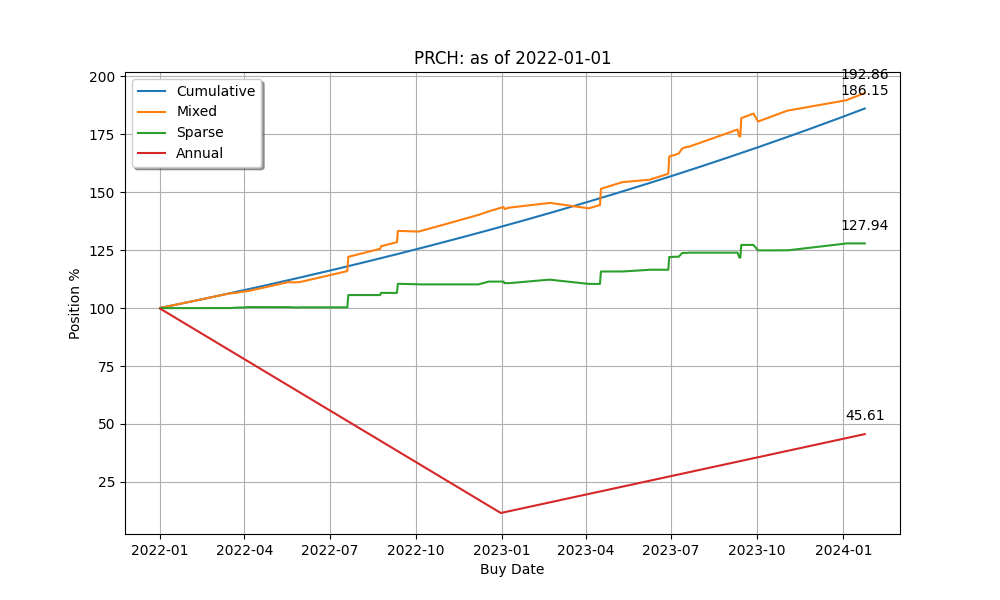 PRCH: as of 2022-01-01
192.86
186.15
127.94
45.61
Cumulative
Mixed
Sparse
Annual
Position %
200
175
150
125
100
75
50
25
2022-01 2022-04 2022-07 2022-10 2023-01 2023-04 2023-07 2023-10 2024-01
Buy Date